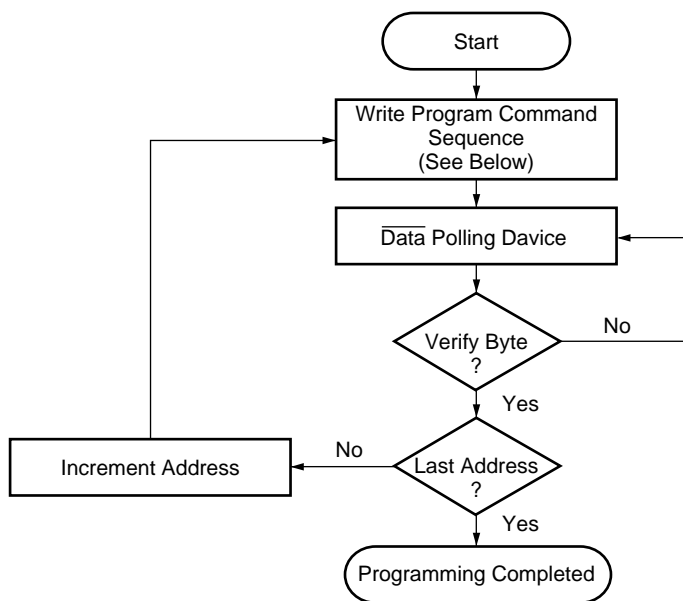 Start
Write Program Command
Sequence
(See Below)
Data Polling Davice
Verify Byte
?
No
Yes
Increment Address
No
Last Address
?
Yes
Programming Completed